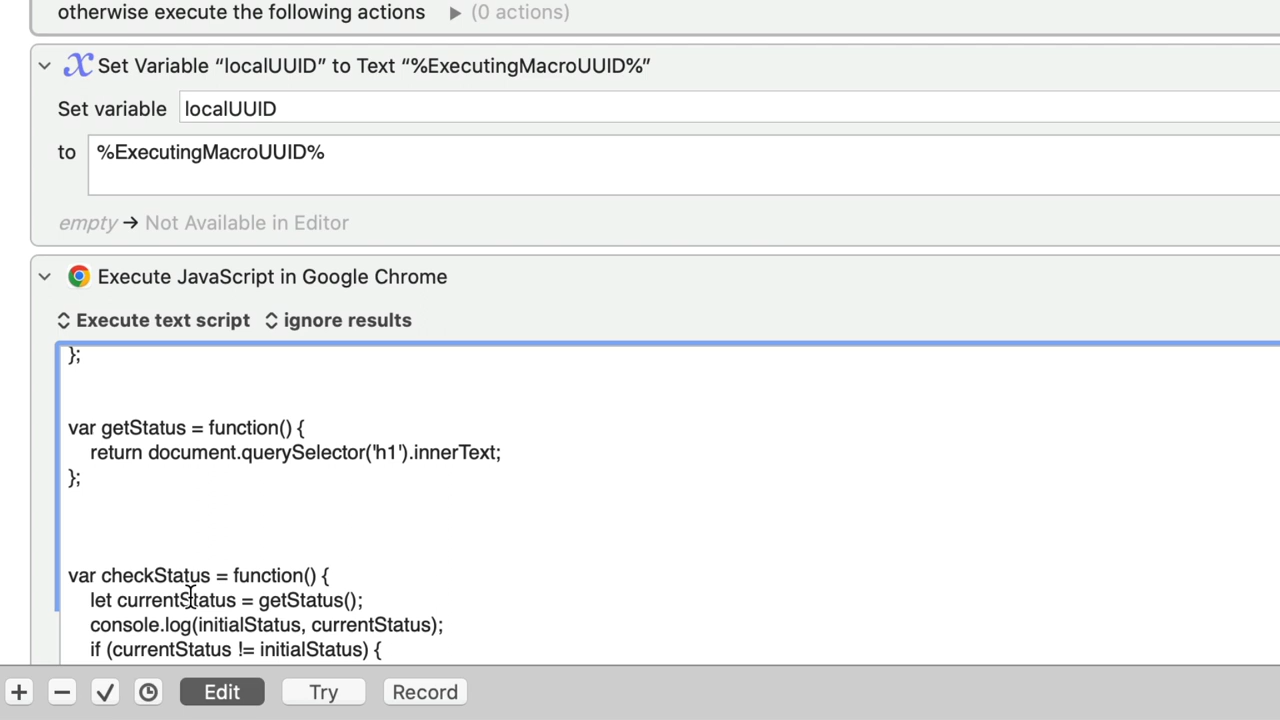 otherwise execute the following actions ▶ (0 actions)
Set Variable “localUUID” to Text “%ExecutingMacroUUID%”
Set variable localUUID
to %ExecutingMacroUUID%
empty → Not Available in Editor
Execute JavaScript in Google Chrome
Execute text script ignore results
};
var getStatus = function() {
return document.querySelector('h1').innerText;
};
var checkStatus = function() {
let currentStatus = getStatus();
console.log(initialStatus, currentStatus);
if (currentStatus != initialStatus) {
Edit Try Record